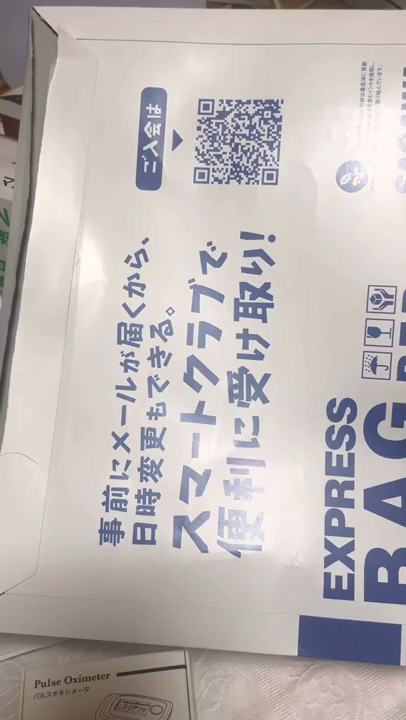 事前にメールが届くから、
日時変更もできる。
スマートクラブで
便利に受け取り!
ご入会は
EXPRESS
BAG
Pulse Oximeter
パルスオキシメータ